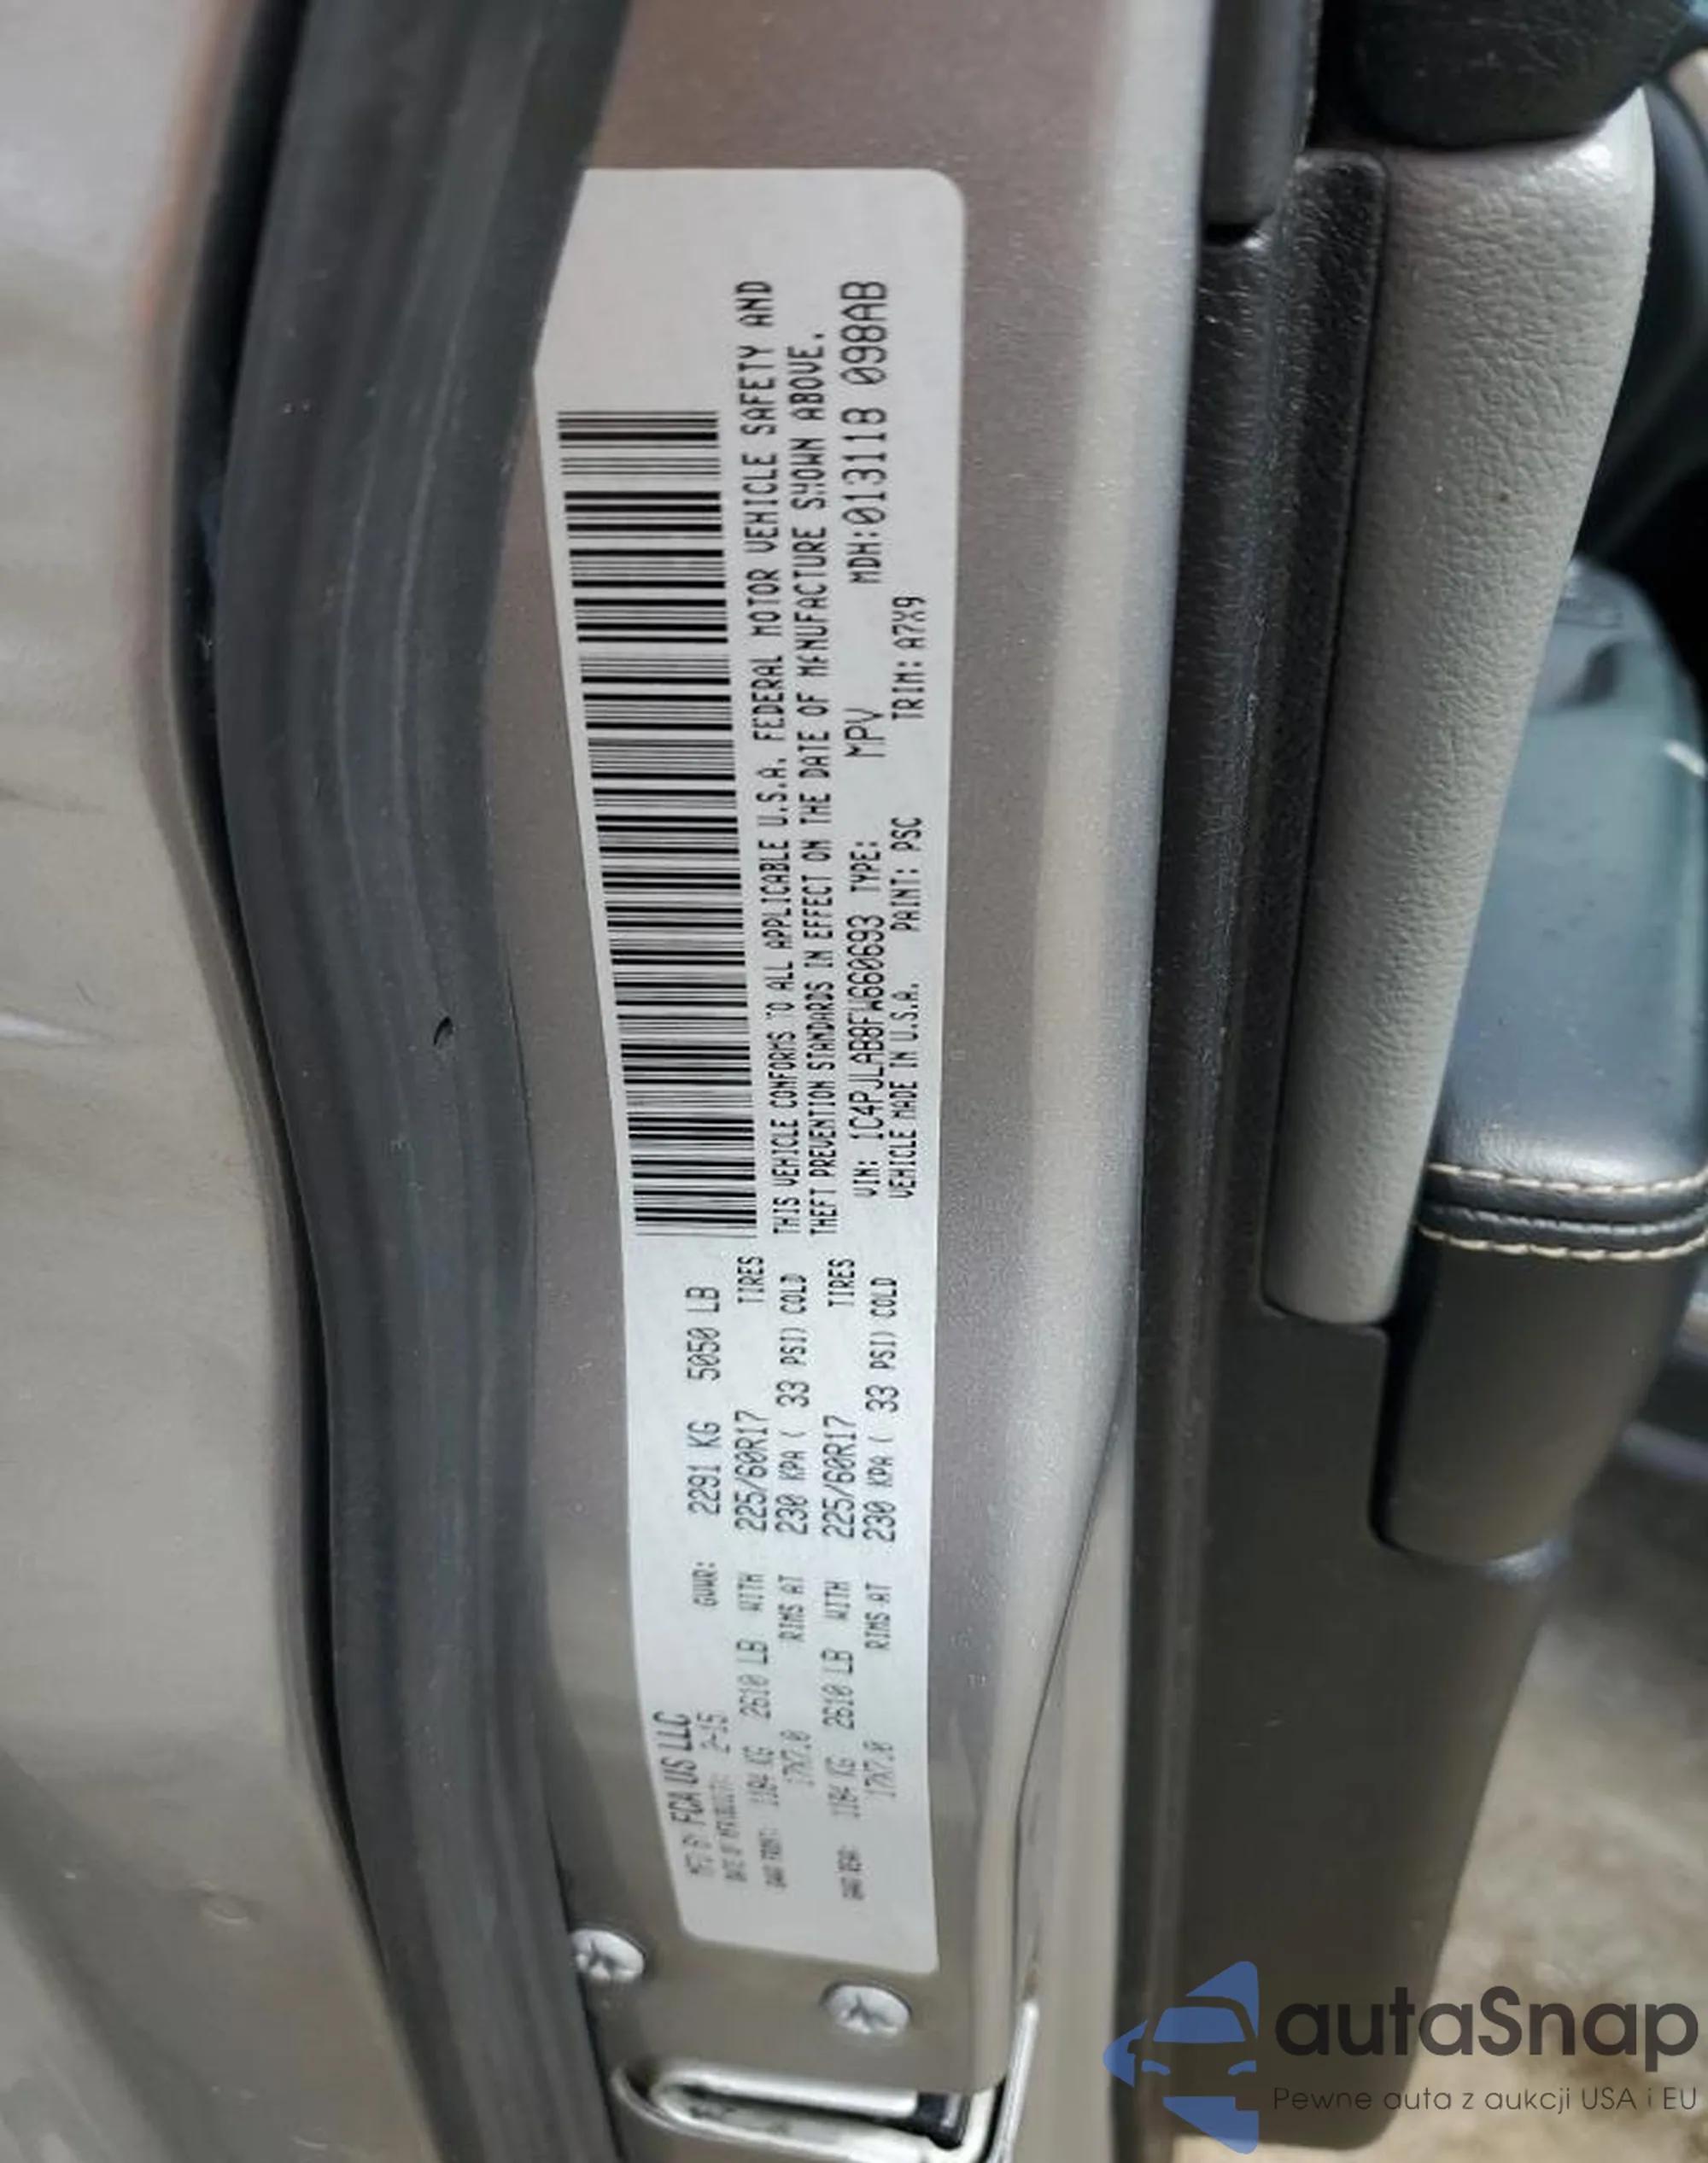 MFD BY FCA US LLC
DATE OF MFR: 2-15 GVWR: 2291 KG 5050 LB
GAWR FRONT: 1184 KG 2610 LB WITH 225/60R17 TIRES
17X7.0 RIMS AT 230 KPA ( 33 PSI) COLD
GAWR REAR: 1184 KG 2610 LB WITH 225/60R17 TIRES
17X7.0 RIMS AT 230 KPA ( 33 PSI) COLD
THIS VEHICLE CONFORMS TO ALL APPLICABLE U.S.A. FEDERAL MOTOR VEHICLE SAFETY AND
THEFT PREVENTION STANDARDS IN EFFECT ON THE DATE OF MANUFACTURE SHOWN ABOVE.
VIN: 1C4PJLAB8FW660693 TYPE: MPV MDH:013118 098AB
VEHICLE MADE IN U.S.A. PAINT: PSC TRIM: A7X9
autaSnap
Pewne auta z aukcji USA i EU